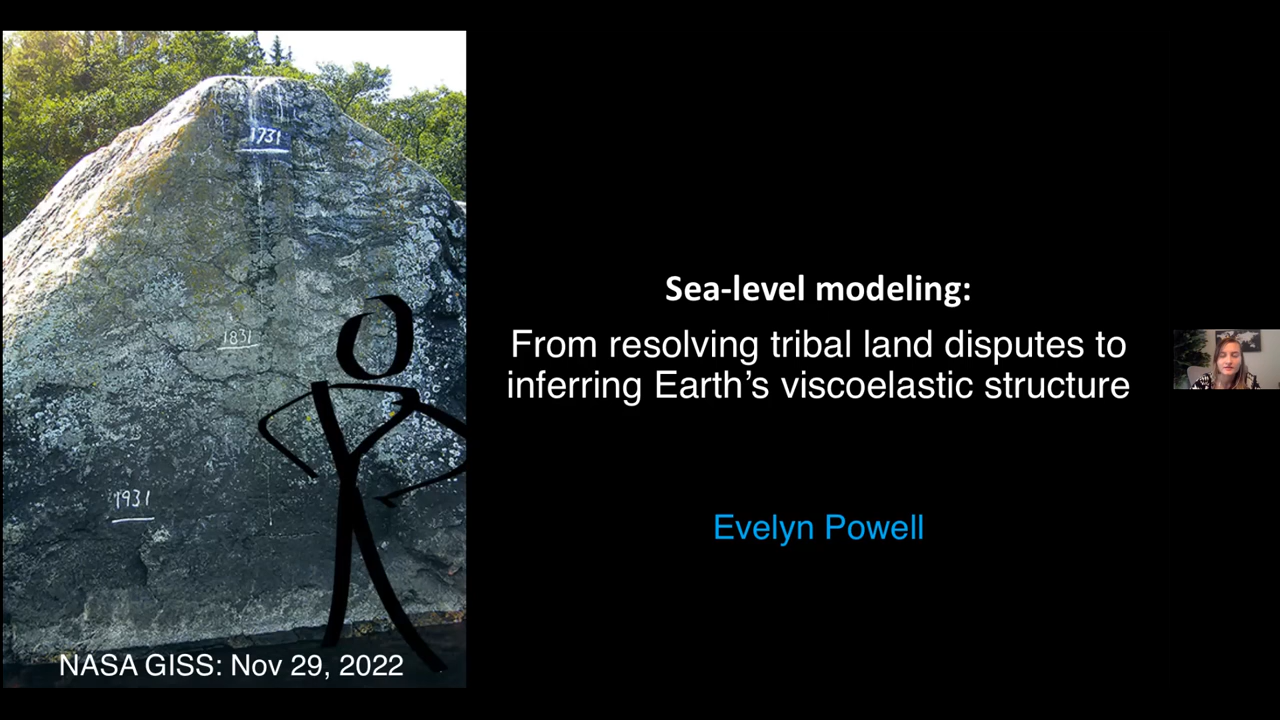 1731
1831
1931
NASA GISS: Nov 29, 2022
Sea-level modeling:
From resolving tribal land disputes to
inferring Earth's viscoelastic structure
Evelyn Powell